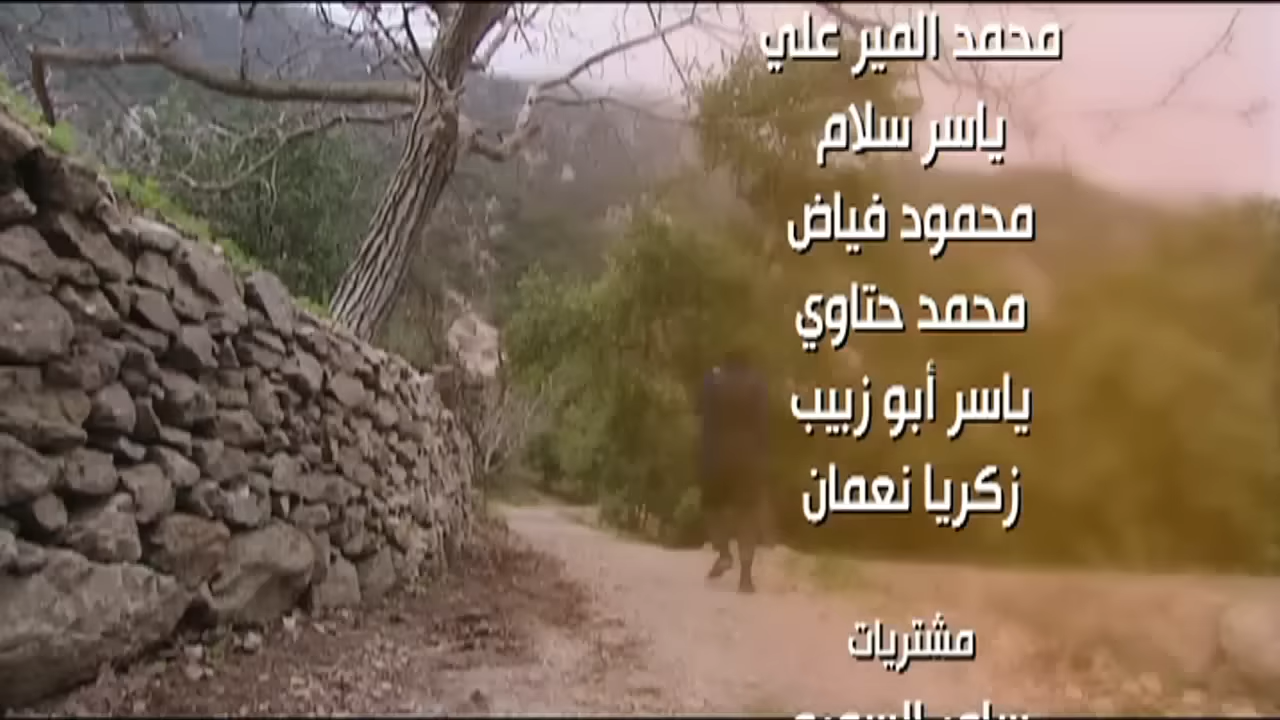 محمد المير علي
ياسر سلام
محمود فياض
محمد حتاوي
ياسر أبو زبيب
زكريا نعمان
مشتريات